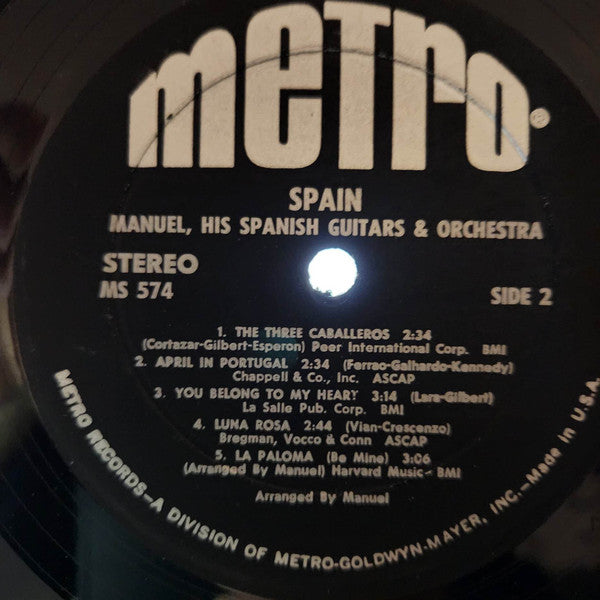 metro®
SPAIN
MANUEL, HIS SPANISH GUITARS & ORCHESTRA
STEREO
MS 574
SIDE 2
1. THE THREE CABALLEROS 2:34
(Cortazar-Gilbert-Esperon) Peer International Corp. BMI
2. APRIL IN PORTUGAL 2:34 (Ferrao-Galhardo-Kennedy)
Chappell & Co., Inc. ASCAP
3. YOU BELONG TO MY HEART 3:14 (Lara-Gilbert)
La Salle Pub. Corp. BMI
4. LUNA ROSA 2:44 (Vian-Crescenzo)
Bregman, Vocco & Conn ASCAP
5. LA PALOMA (Be Mine) 3:06
(Arranged By Manuel) Harvard Music- BMI
Arranged By Manuel
METRO RECORDS—A DIVISION OF METRO-GOLDWYN-MAYER, INC.—Made in U.S.A.